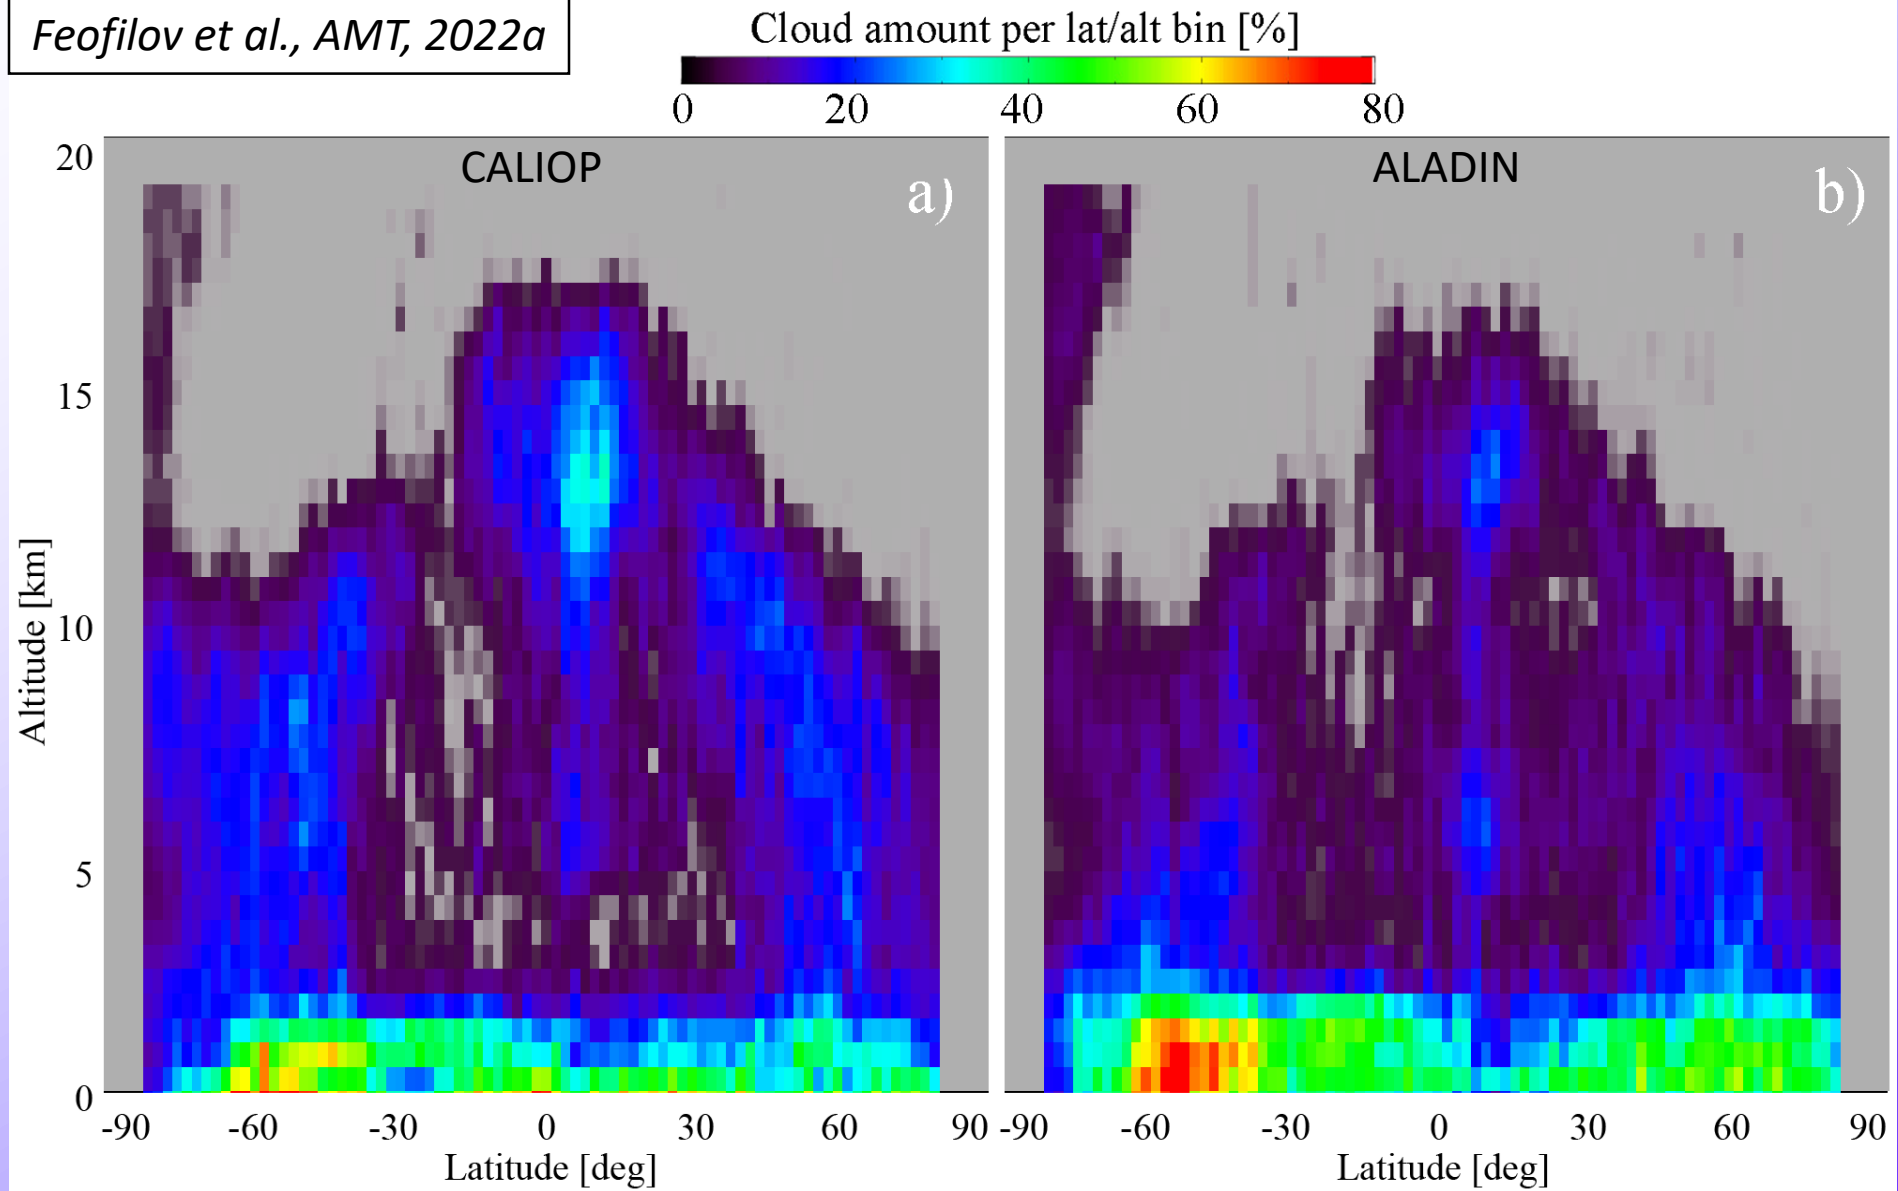 Feofilov et al., AMT, 2022a
Cloud amount per lat/alt bin [%]
0 20 40 60 80
CALIOP
a)
ALADIN
b)
Altitude [km]
20
15
10
5
0
-90 -60 -30 0 30 60 90
-90 -60 -30 0 30 60 90
Latitude [deg]
Latitude [deg]